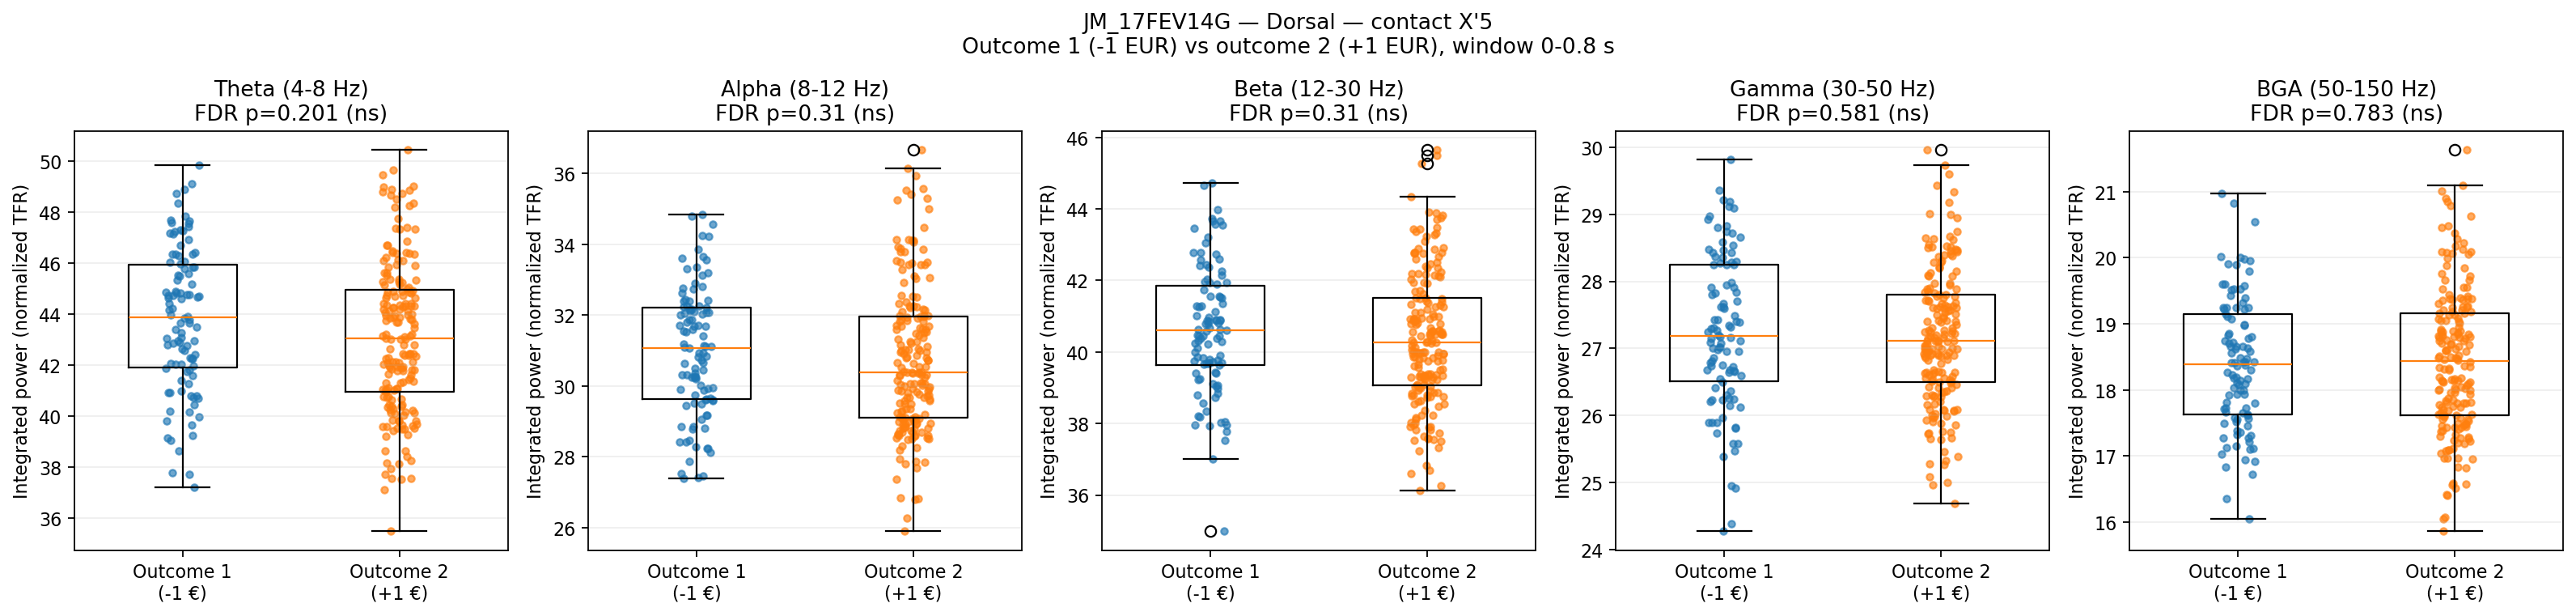 JM_17FEV14G — Dorsal — contact X'5
Outcome 1 (-1 EUR) vs outcome 2 (+1 EUR), window 0-0.8 s
Theta (4-8 Hz)
FDR p=0.201 (ns)
Integrated power (normalized TFR)
50
48
46
44
42
40
38
36
Outcome 1
(-1 €)
Outcome 2
(+1 €)
Alpha (8-12 Hz)
FDR p=0.31 (ns)
Integrated power (normalized TFR)
36
34
32
30
28
26
Outcome 1
(-1 €)
Outcome 2
(+1 €)
Beta (12-30 Hz)
FDR p=0.31 (ns)
Integrated power (normalized TFR)
46
44
42
40
38
36
Outcome 1
(-1 €)
Outcome 2
(+1 €)
Gamma (30-50 Hz)
FDR p=0.581 (ns)
Integrated power (normalized TFR)
30
29
28
27
26
25
24
Outcome 1
(-1 €)
Outcome 2
(+1 €)
BGA (50-150 Hz)
FDR p=0.783 (ns)
Integrated power (normalized TFR)
21
20
19
18
17
16
Outcome 1
(-1 €)
Outcome 2
(+1 €)